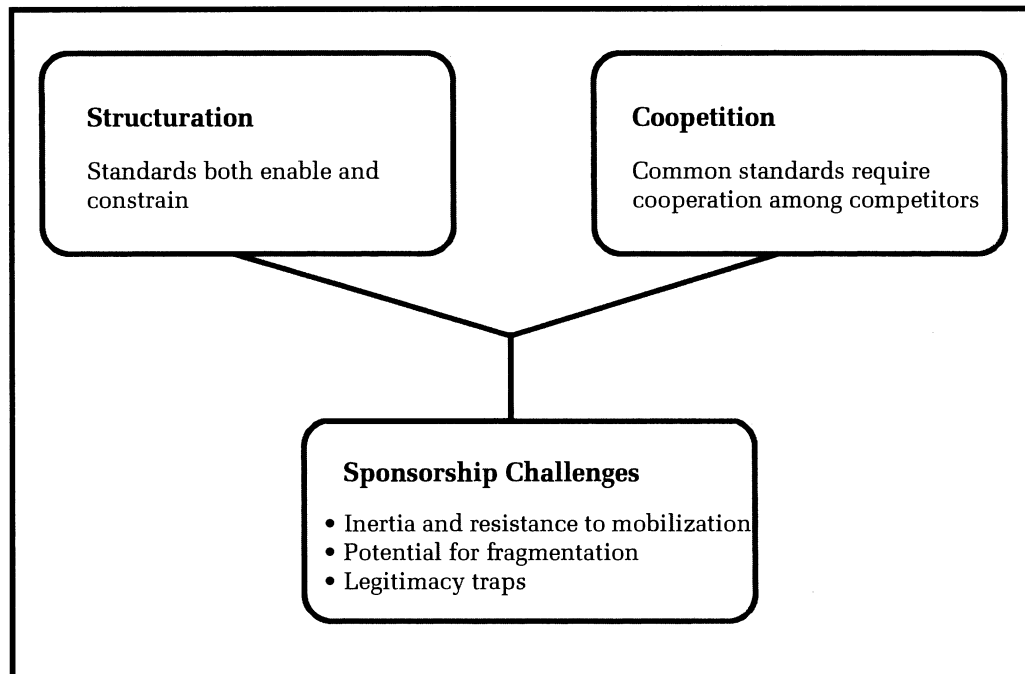 Structuration
Standards both enable and
constrain
Coopetition
Common standards require
cooperation among competitors
Sponsorship Challenges
• Inertia and resistance to mobilization
• Potential for fragmentation
• Legitimacy traps